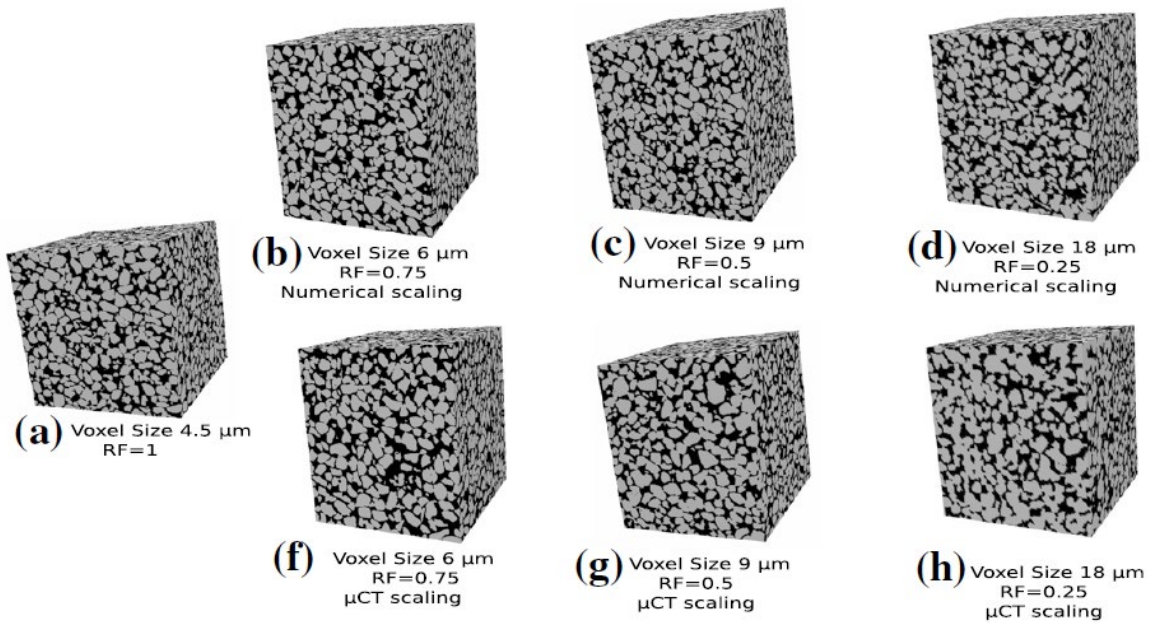 (b) Voxel Size 6 μm
RF=0.75
Numerical scaling
(c) Voxel Size 9 μm
RF=0.5
Numerical scaling
(d) Voxel Size 18 μm
RF=0.25
Numerical scaling
(a) Voxel Size 4.5 μm
RF=1
(f) Voxel Size 6 μm
RF=0.75
μCT scaling
(g) Voxel Size 9 μm
RF=0.5
μCT scaling
(h) Voxel Size 18 μm
RF=0.25
μCT scaling